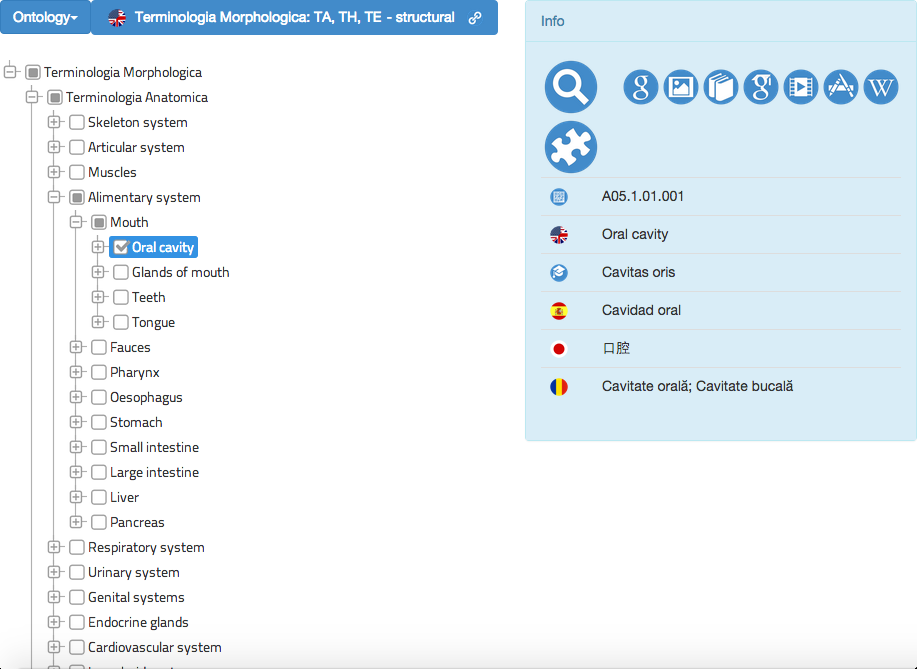 Ontology
Terminologia Morphologica: TA, TH, TE - structural
Terminologia Morphologica
Terminologia Anatomica
Skeleton system
Articular system
Muscles
Alimentary system
Mouth
Oral cavity
Glands of mouth
Teeth
Tongue
Fauces
Pharynx
Oesophagus
Stomach
Small intestine
Large intestine
Liver
Pancreas
Respiratory system
Urinary system
Genital systems
Endocrine glands
Cardiovascular system
Info
g
g
W
A05.1.01.001
Oral cavity
Cavitas oris
Cavidad oral
口腔
Cavitate orală; Cavitate bucală